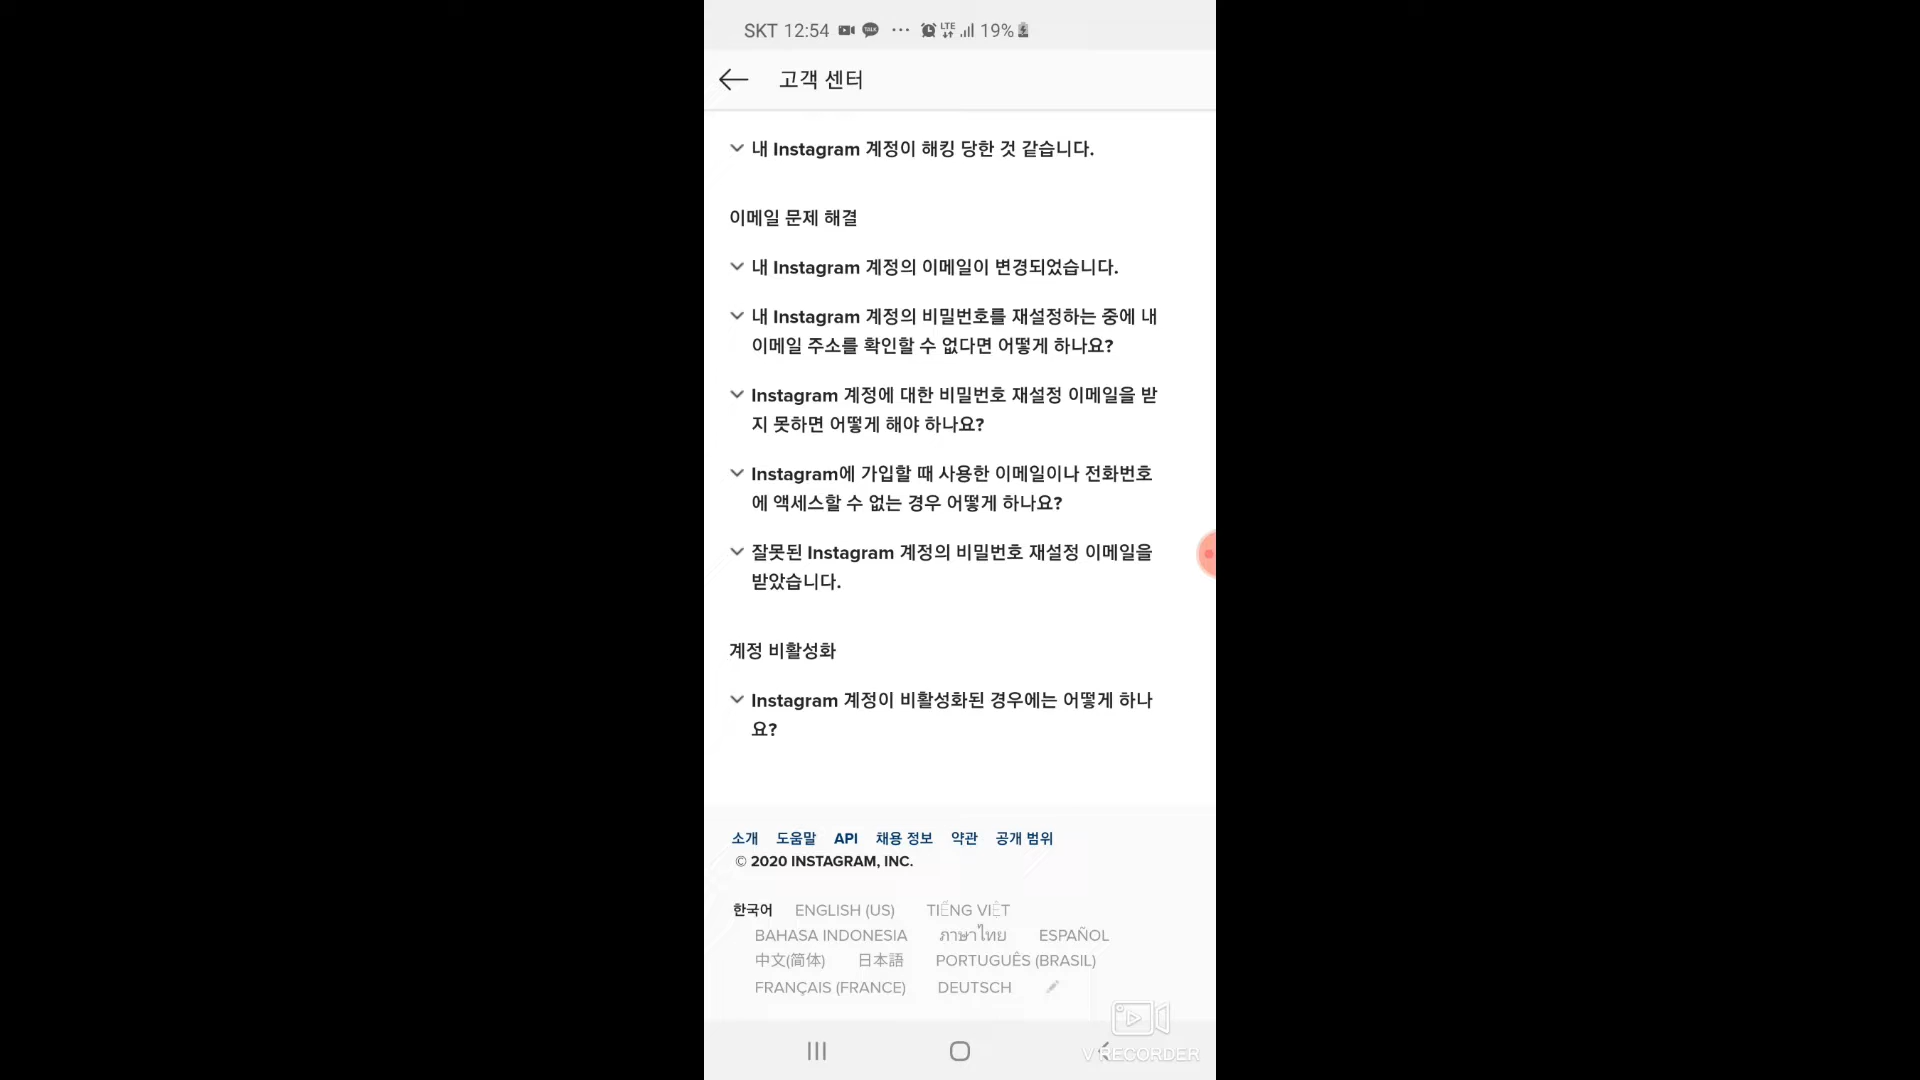 SKT 12:54 LTE 19%
고객 센터
내 Instagram 계정이 해킹 당한 것 같습니다.
이메일 문제 해결
내 Instagram 계정의 이메일이 변경되었습니다.
내 Instagram 계정의 비밀번호를 재설정하는 중에 내
이메일 주소를 확인할 수 없다면 어떻게 하나요?
Instagram 계정에 대한 비밀번호 재설정 이메일을 받
지 못하면 어떻게 해야 하나요?
Instagram에 가입할 때 사용한 이메일이나 전화번호
에 액세스할 수 없는 경우 어떻게 하나요?
잘못된 Instagram 계정의 비밀번호 재설정 이메일을
받았습니다.
계정 비활성화
Instagram 계정이 비활성화된 경우에는 어떻게 하나
요?
소개 도움말 API 채용 정보 약관 공개 범위
© 2020 INSTAGRAM, INC.
한국어 ENGLISH (US) TIẾNG VIỆT
BAHASA INDONESIA ภาษาไทย ESPAÑOL
中文(简体) 日本語 PORTUGUÊS (BRASIL)
FRANÇAIS (FRANCE) DEUTSCH
V RECORDER